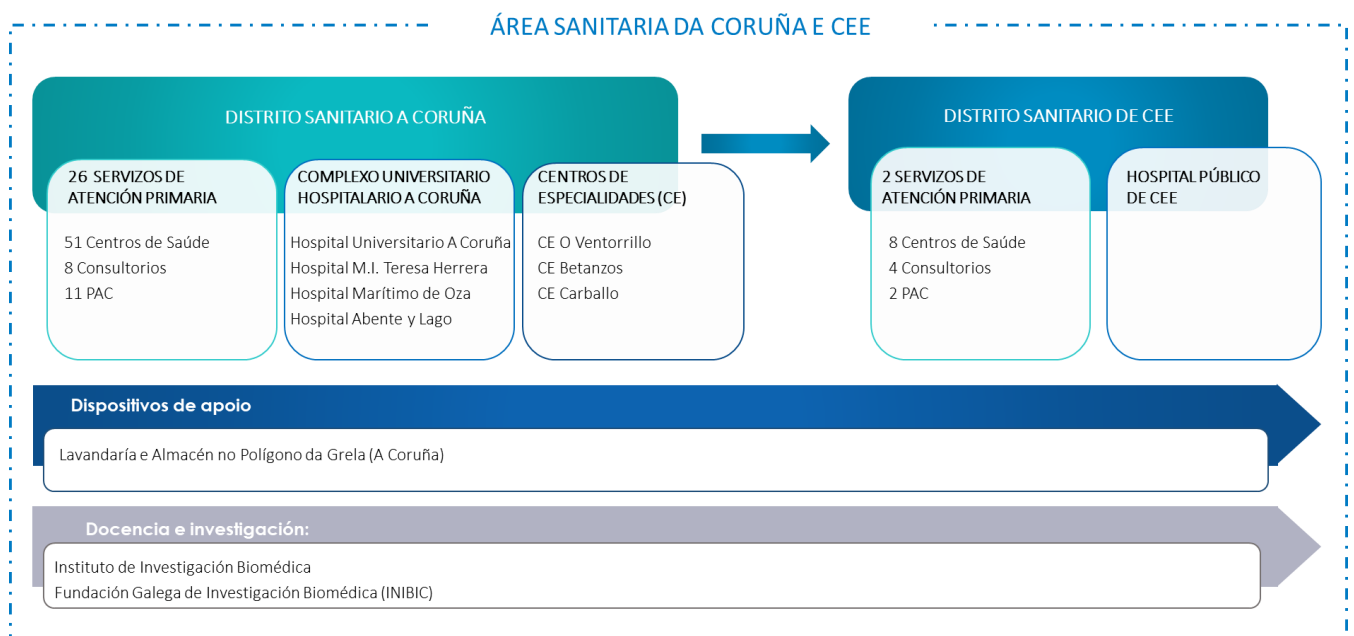 ÁREA SANITARIA DA CORUÑA E CEE
DISTRITO SANITARIO A CORUÑA
26 SERVIZOS DE
ATENCIÓN PRIMARIA
51 Centros de Saúde
8 Consultorios
11 PAC
COMPLEXO UNIVERSITARIO
HOSPITALARIO A CORUÑA
Hospital Universitario A Coruña
Hospital M.I. Teresa Herrera
Hospital Marítimo de Oza
Hospital Abente y Lago
CENTROS DE
ESPECIALIDADES (CE)
CE O Ventorrillo
CE Betanzos
CE Carballo
DISTRITO SANITARIO DE CEE
2 SERVIZOS DE
ATENCIÓN PRIMARIA
8 Centros de Saúde
4 Consultorios
2 PAC
HOSPITAL PÚBLICO
DE CEE
Dispositivos de apoio
Lavandaría e Almacén no Polígono da Grela (A Coruña)
Docencia e investigación:
Instituto de Investigación Biomédica
Fundación Galega de Investigación Biomédica (INIBIC)